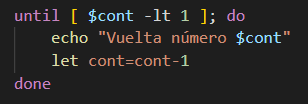 until [ $cont -lt 1 ]; do
    echo "Vuelta número $cont"
    let cont=cont-1
done